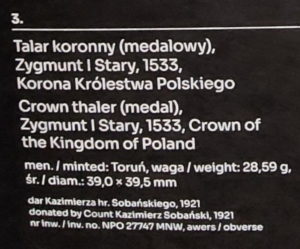 3.
Talar koronny (medalowy),
Zygmunt I Stary, 1533,
Korona Królestwa Polskiego
Crown thaler (medal),
Zygmunt I Stary, 1533, Crown of
the Kingdom of Poland
men. / minted: Toruń, waga / weight: 28,59 g,
śr. / diam.: 39,0 × 39,5 mm
dar Kazimierza hr. Sobańskiego, 1921
donated by Count Kazimierz Sobański, 1921
nr inw. / inv. no. NPO 27747 MNW, awers / obverse